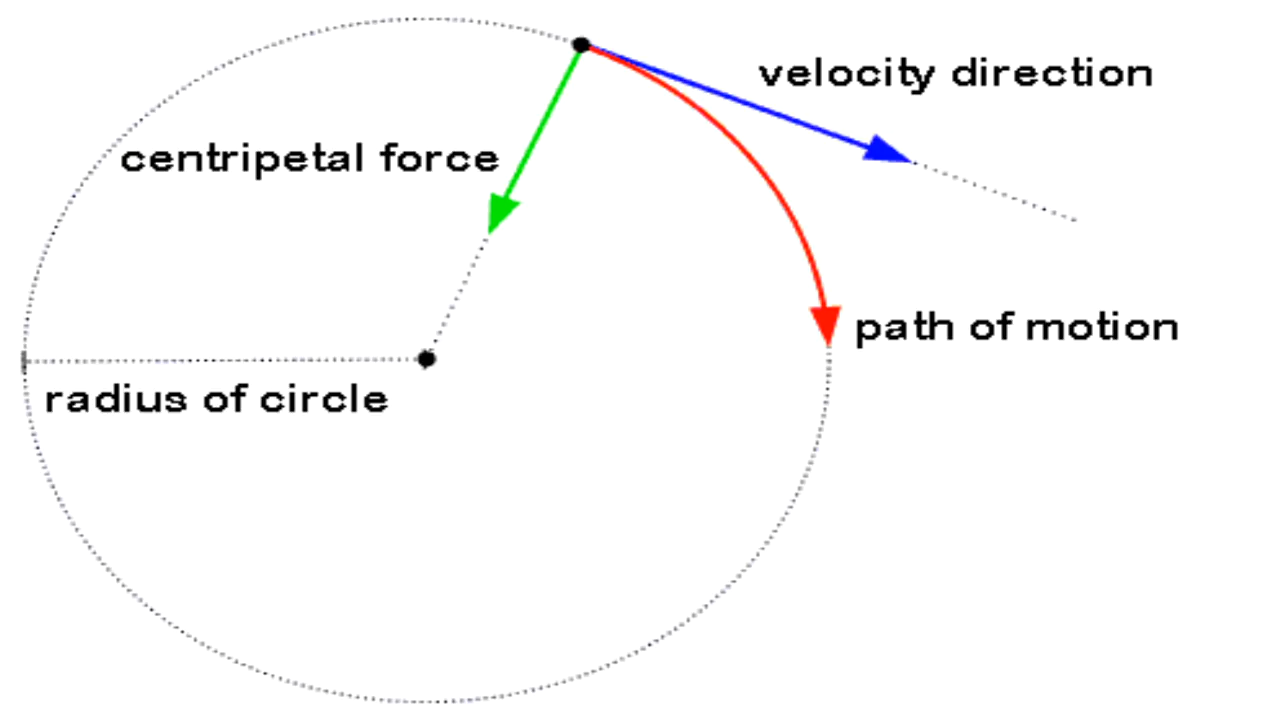 velocity direction
centripetal force
path of motion
radius of circle